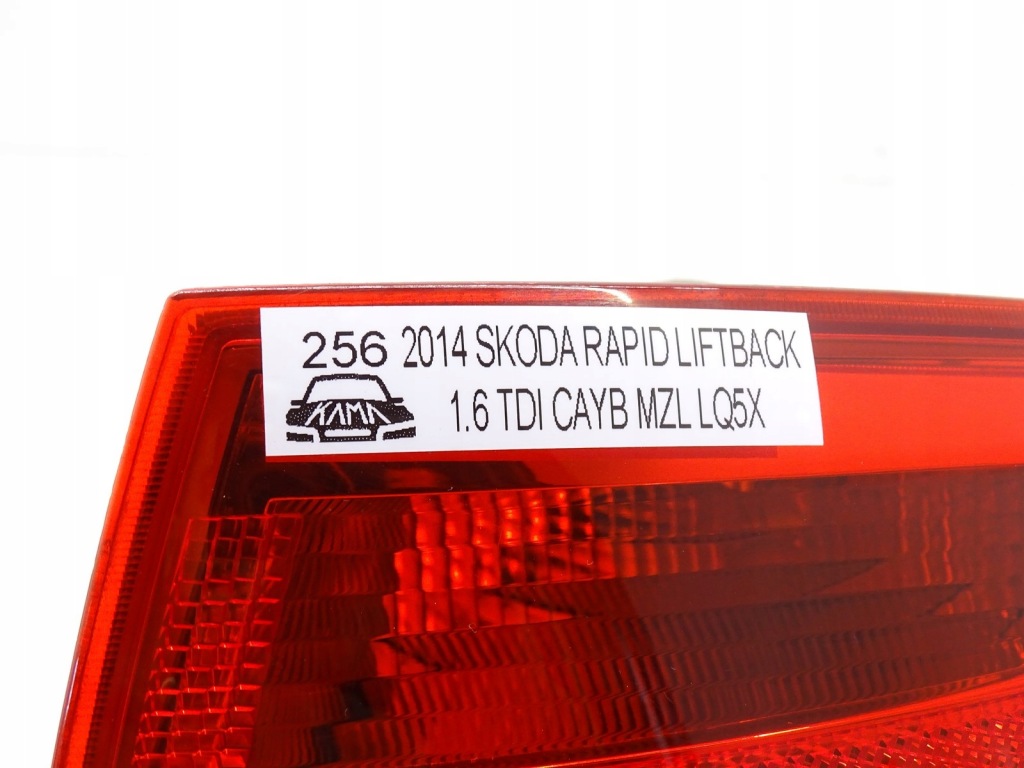 256 2014 SKODA RAPID LIFTBACK
KAMA 1.6 TDI CAYB MZL LQ5X